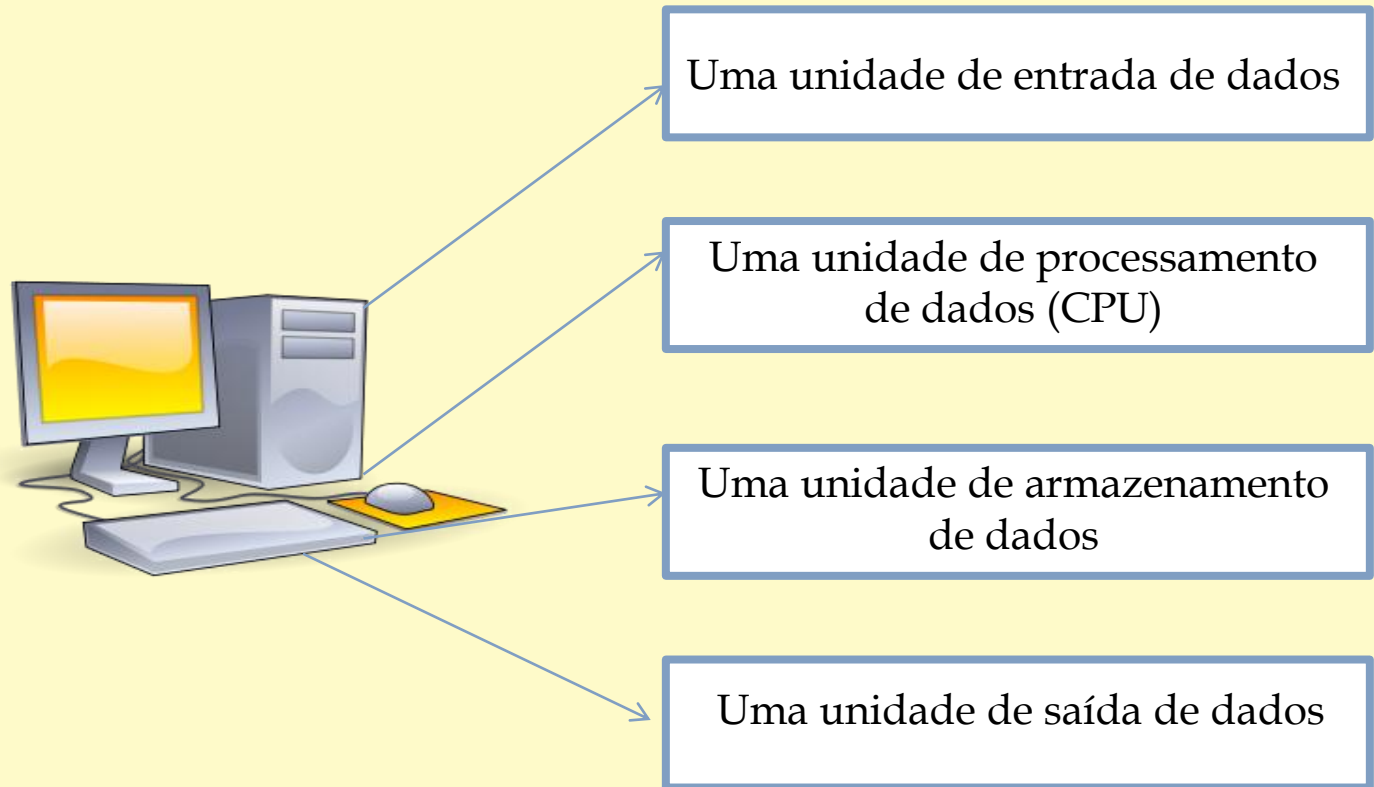 Uma unidade de entrada de dados
Uma unidade de processamento
de dados (CPU)
Uma unidade de armazenamento
de dados
Uma unidade de saída de dados